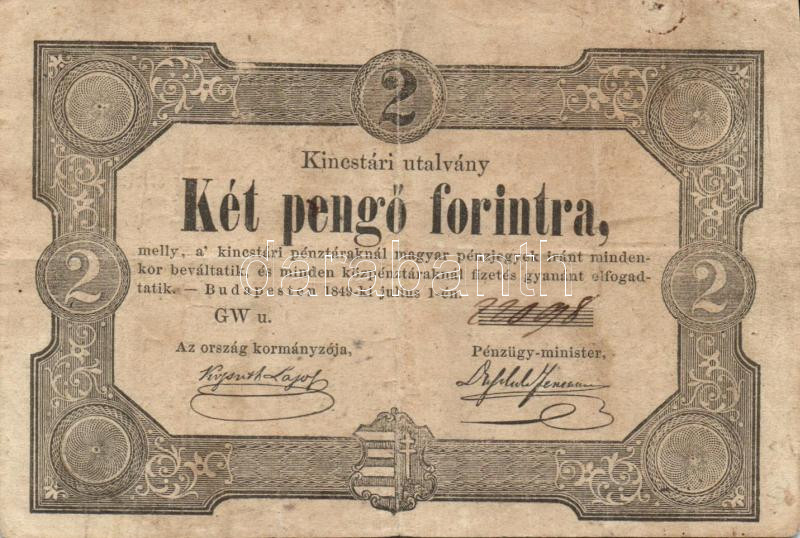 2
Kincstári utalvány
Két pengő forintra,
melly, a' kincstári pénztáraknál magyar pénzjegyek iránt minden-
kor beváltatik, és minden közpénztáraknál fizetés gyanánt elfogad-
tatik. — Budapesten 1849-ki julius 1-én.
2 2
GW u.
Az ország kormányzója, Pénzügy-minister,
Kossuth Lajos
darabanth